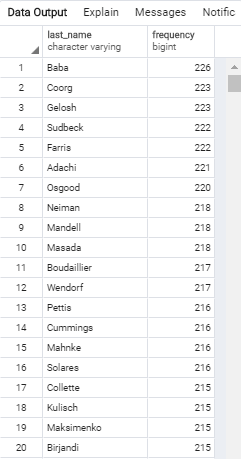 Data Output Explain Messages Notific
last_name frequency
character varying bigint
1 Baba 226
2 Coorg 223
3 Gelosh 223
4 Sudbeck 222
5 Farris 222
6 Adachi 221
7 Osgood 220
8 Neiman 218
9 Mandell 218
10 Masada 218
11 Boudaillier 217
12 Wendorf 217
13 Pettis 216
14 Cummings 216
15 Mahnke 216
16 Solares 216
17 Collette 215
18 Kulisch 215
19 Maksimenko 215
20 Birjandi 215